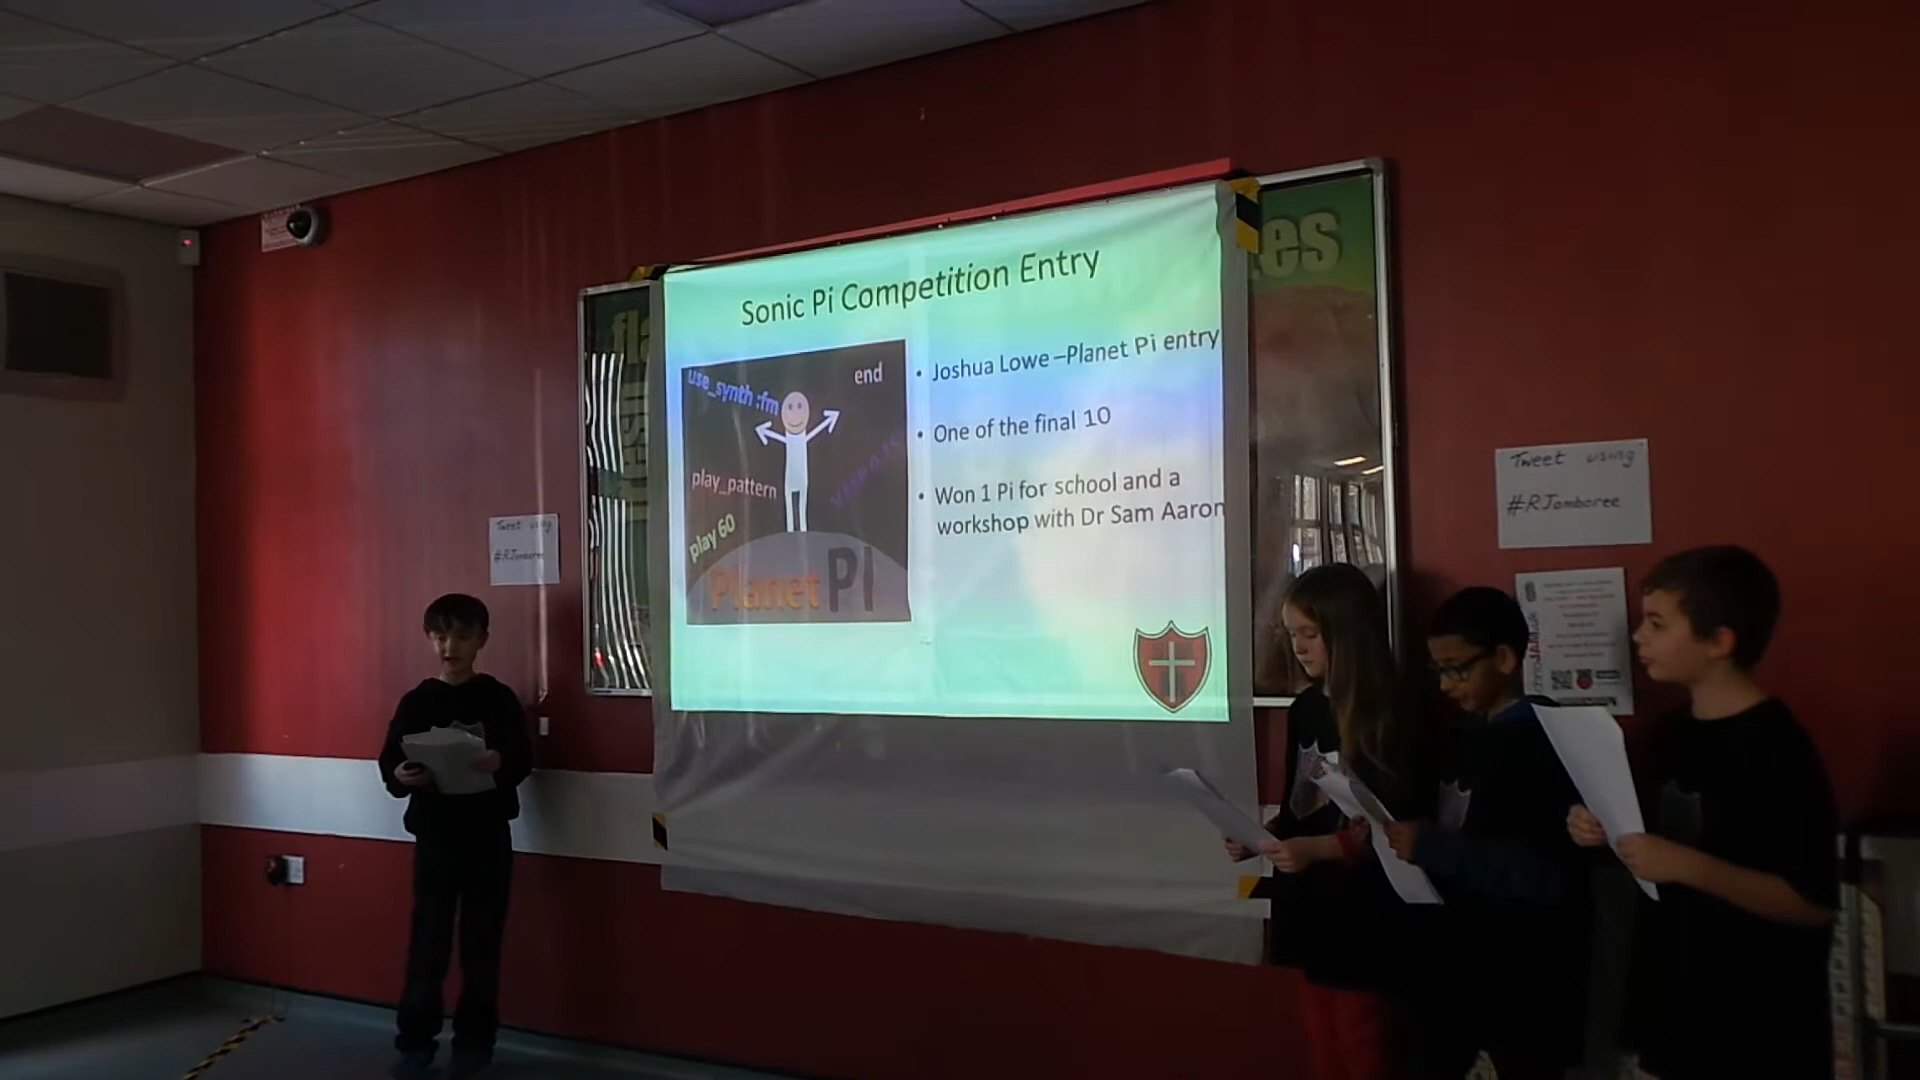 Sonic Pi Competition Entry
use_synth :fm
end
play_pattern
play 60
Planet PI
• Joshua Lowe –Planet Pi entry
• One of the final 10
• Won 1 Pi for school and a
workshop with Dr Sam Aaron
es
Tweet using
#RJamboree
Tweet using
#RJamboree